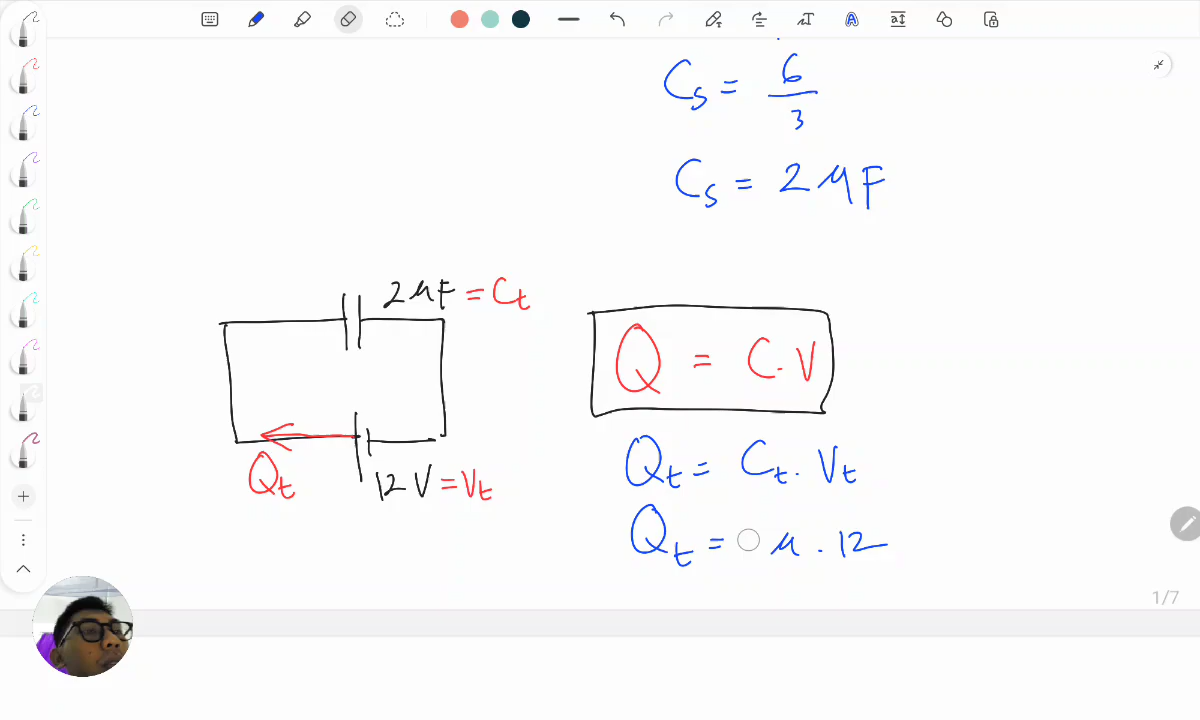 Cs = 6/3
Cs = 2 μF
2 μF = Ct
Q = C.V
Qt
12 V = Vt
Qt = Ct. Vt
Qt = μ . 12
1/7